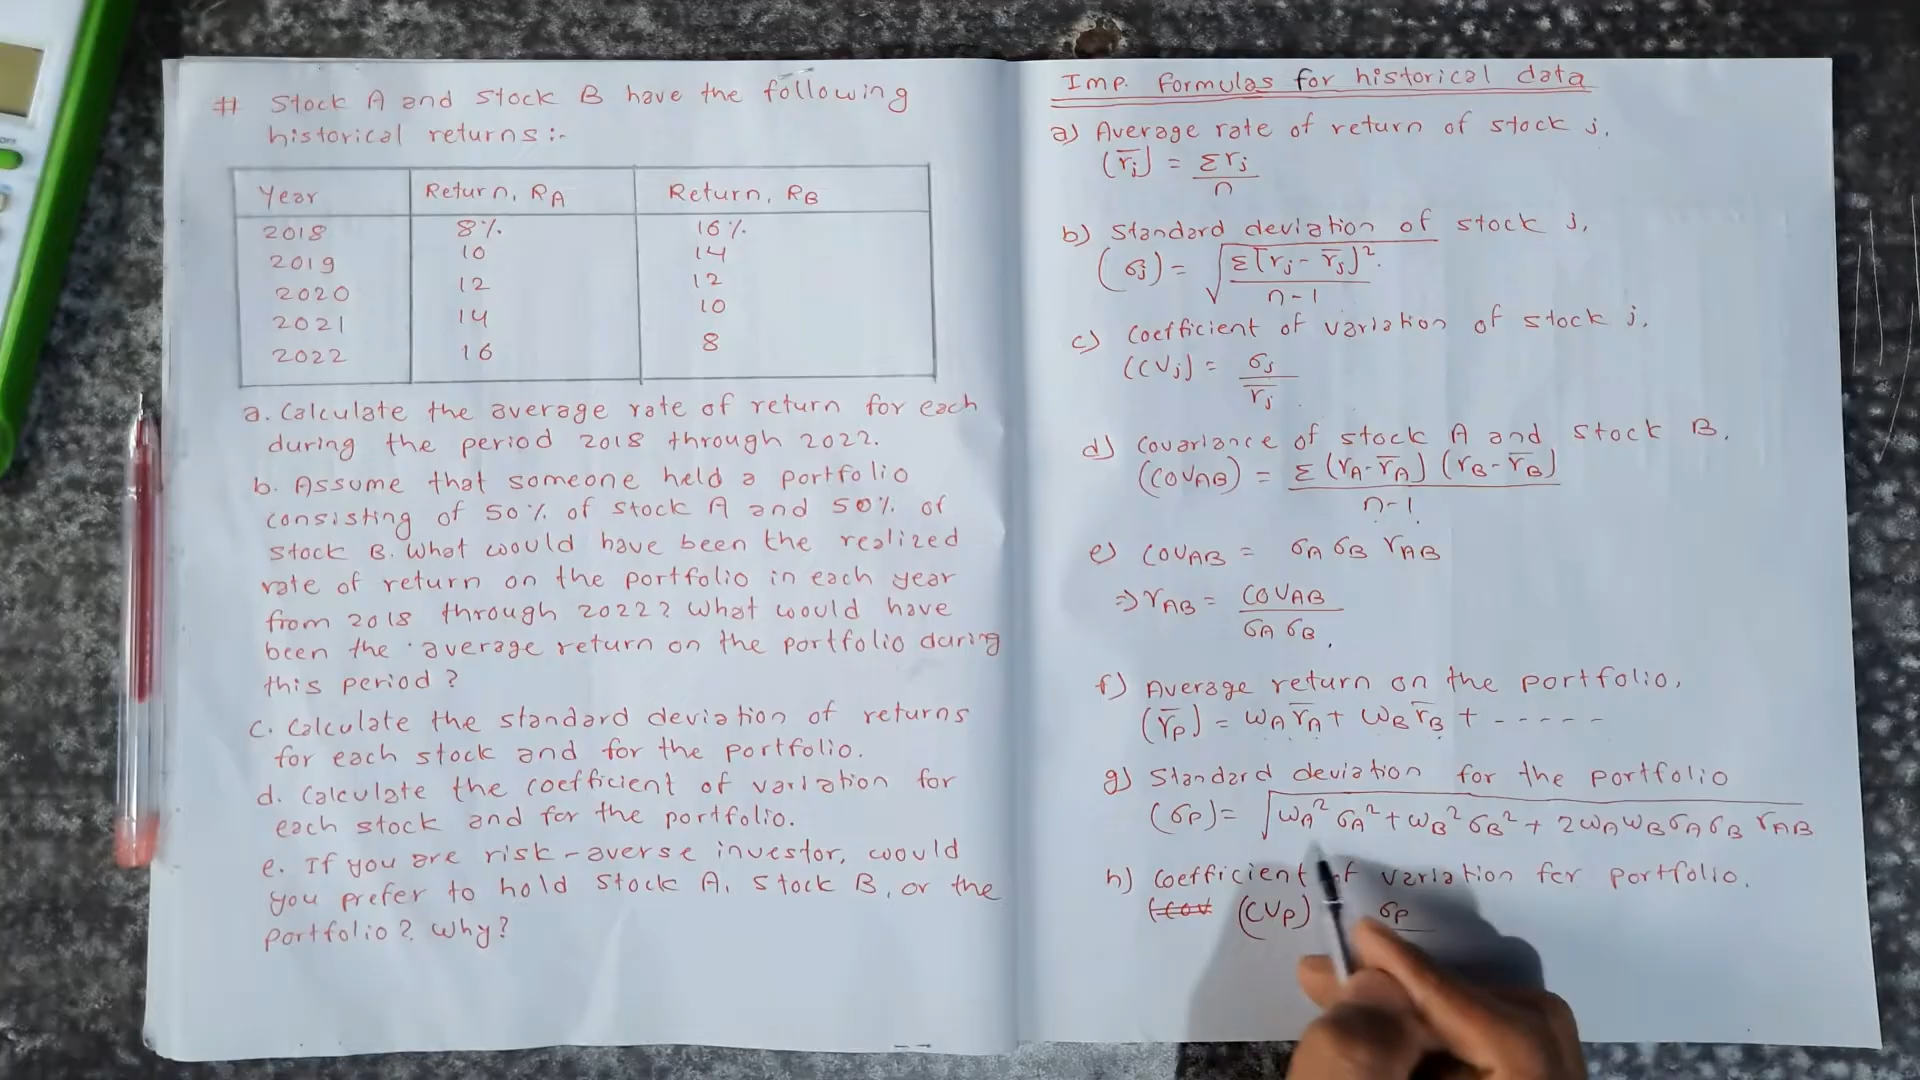 # Stock A and Stock B have the following
historical returns:-
Year Return, RA Return, RB
2018 8% 16%
2019 10 14
2020 12 12
2021 14 10
2022 16 8
a. Calculate the average rate of return for each
during the period 2018 through 2022.
b. Assume that someone held a portfolio
consisting of 50% of stock A and 50% of
stock B. What would have been the realized
rate of return on the portfolio in each year
from 2018 through 2022? What would have
been the average return on the portfolio during
this period?
c. Calculate the standard deviation of returns
for each stock and for the portfolio.
d. Calculate the coefficient of variation for
each stock and for the portfolio.
e. If you are risk-averse investor, would
you prefer to hold Stock A, Stock B, or the
portfolio? Why?
Imp. formulas for historical data
a) Average rate of return of stock j,
(r̄j) = Σrj / n
b) Standard deviation of stock j,
(σj) = √Σ(rj - r̄j)² / n-1
c) Coefficient of variation of stock j,
(CVj) = σj / r̄j
d) Covariance of stock A and stock B,
(COVAB) = Σ(rA-r̄A) (rB-r̄B) / n-1
e) COVAB = σA σB rAB
⇒ rAB = COVAB / σA σB
f) Average return on the portfolio,
(r̄p) = wA r̄A + wB r̄B + -----
g) Standard deviation for the portfolio
(σp) = √wA² σA² + wB² σB² + 2wA wB σA σB rAB
h) Coefficient of variation for portfolio.
(CVp) σp